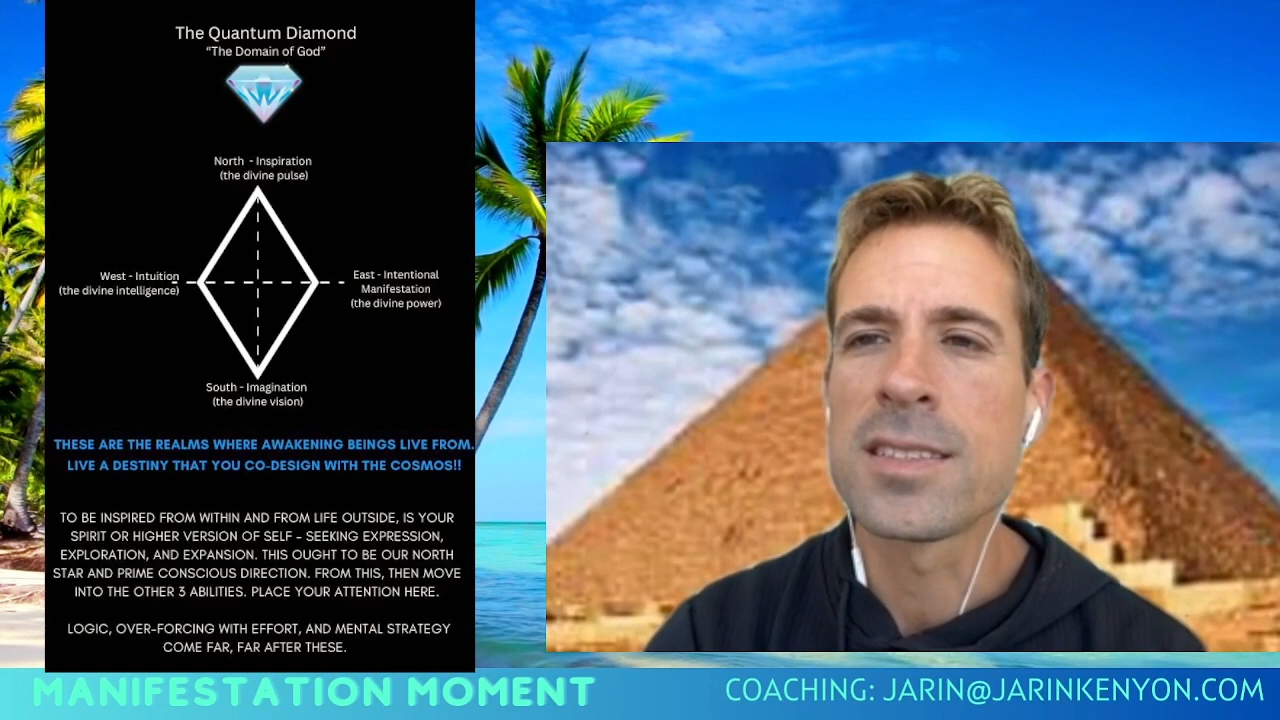 The Quantum Diamond
“The Domain of God”
North - Inspiration
(the divine pulse)
West - Intuition
(the divine intelligence)
East - Intentional
Manifestation
(the divine power)
South - Imagination
(the divine vision)
THESE ARE THE REALMS WHERE AWAKENING BEINGS LIVE FROM.
LIVE A DESTINY THAT YOU CO-DESIGN WITH THE COSMOS!!
TO BE INSPIRED FROM WITHIN AND FROM LIFE OUTSIDE, IS YOUR
SPIRIT OR HIGHER VERSION OF SELF - SEEKING EXPRESSION,
EXPLORATION, AND EXPANSION. THIS OUGHT TO BE OUR NORTH
STAR AND PRIME CONSCIOUS DIRECTION. FROM THIS, THEN MOVE
INTO THE OTHER 3 ABILITIES. PLACE YOUR ATTENTION HERE.
LOGIC, OVER-FORCING WITH EFFORT, AND MENTAL STRATEGY
COME FAR, FAR AFTER THESE.
MANIFESTATION MOMENT
COACHING: JARIN@JARINKENYON.COM